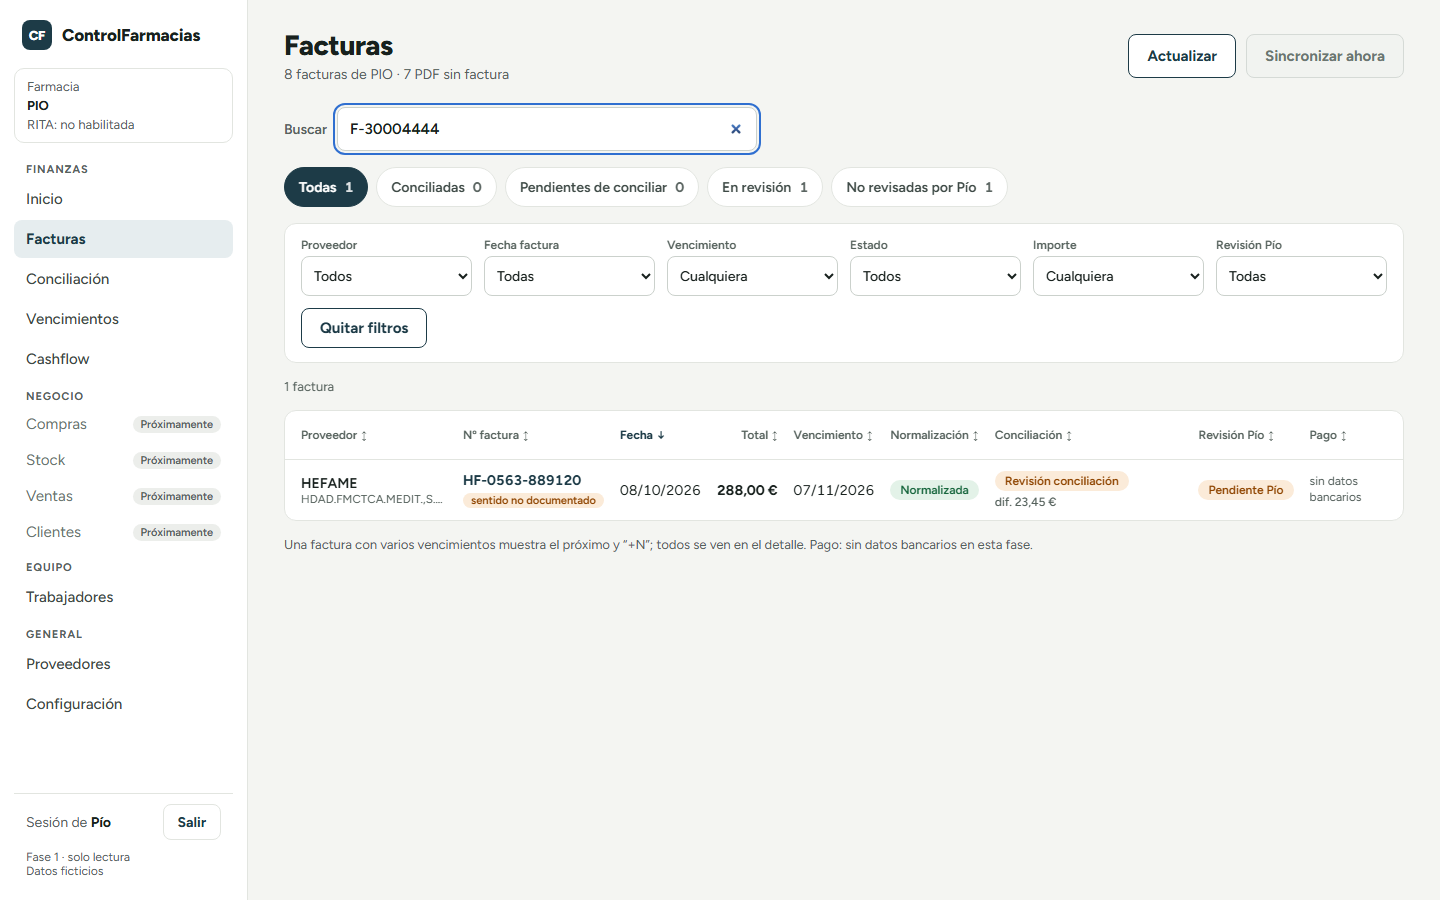 CF ControlFarmacias
Farmacia
PIO
RITA: no habilitada
FINANZAS
Inicio
Facturas
Conciliación
Vencimientos
Cashflow
NEGOCIO
Compras Próximamente
Stock Próximamente
Ventas Próximamente
Clientes Próximamente
EQUIPO
Trabajadores
GENERAL
Proveedores
Configuración
Sesión de Pío Salir
Fase 1 · solo lectura
Datos ficticios
Facturas
8 facturas de PIO · 7 PDF sin factura
Actualizar Sincronizar ahora
Buscar F-30004444 ×
Todas 1 Conciliadas 0 Pendientes de conciliar 0 En revisión 1 No revisadas por Pío 1
Proveedor Fecha factura Vencimiento Estado Importe Revisión Pío
Todos Todas Cualquiera Todos Cualquiera Todas
Quitar filtros
1 factura
Proveedor ↕ Nº factura ↕ Fecha ↓ Total ↕ Vencimiento ↕ Normalización ↕ Conciliación ↕ Revisión Pío ↕ Pago ↕
HEFAME HF-0563-889120 08/10/2026 288,00 € 07/11/2026 Normalizada Revisión conciliación Pendiente Pío sin datos
HDAD.FMCTCA.MEDIT.,S.... sentido no documentado dif. 23,45 € bancarios
Una factura con varios vencimientos muestra el próximo y “+N”; todos se ven en el detalle. Pago: sin datos bancarios en esta fase.